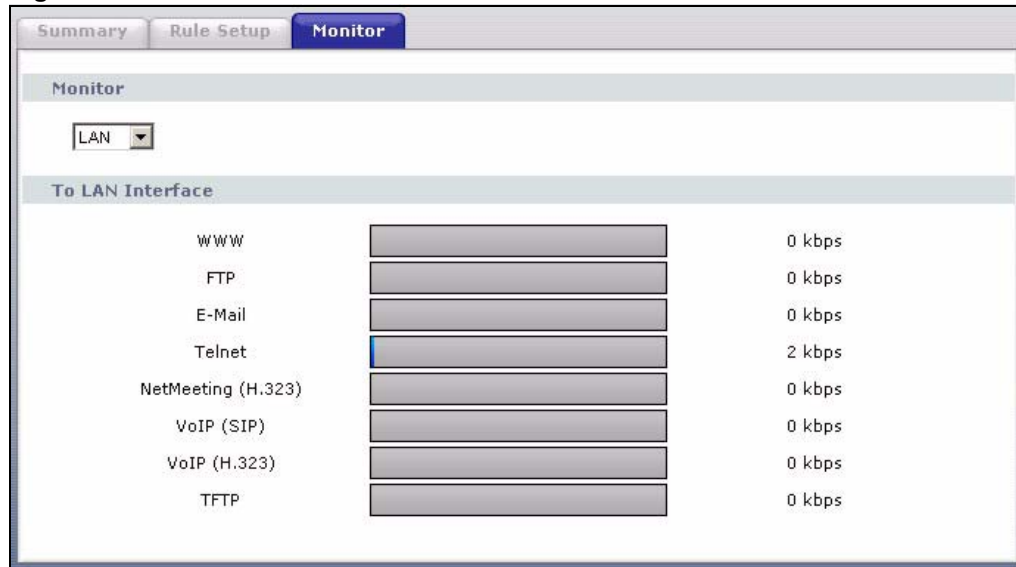 Summary Rule Setup Monitor
Monitor
LAN
To LAN Interface
WWW 0 kbps
FTP 0 kbps
E-Mail 0 kbps
Telnet 2 kbps
NetMeeting (H.323) 0 kbps
VoIP (SIP) 0 kbps
VoIP (H.323) 0 kbps
TFTP 0 kbps